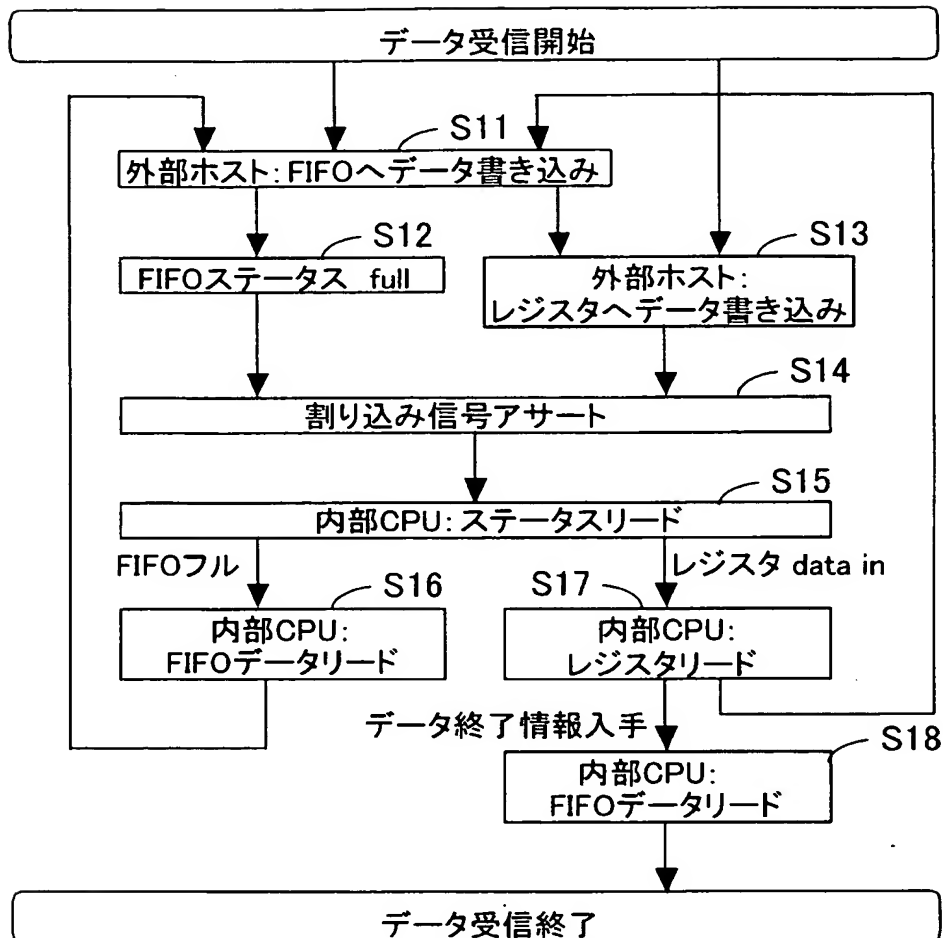 データ受信開始
S11
外部ホスト:FIFOへデータ書き込み
S12
FIFOステータス full
S13
外部ホスト:
レジスタへデータ書き込み
S14
割り込み信号アサート
S15
内部CPU:ステータスリード
FIFOフル
レジスタ data in
S16
内部CPU:
FIFOデータリード
S17
内部CPU:
レジスタリード
データ終了情報入手
S18
内部CPU:
FIFOデータリード
データ受信終了